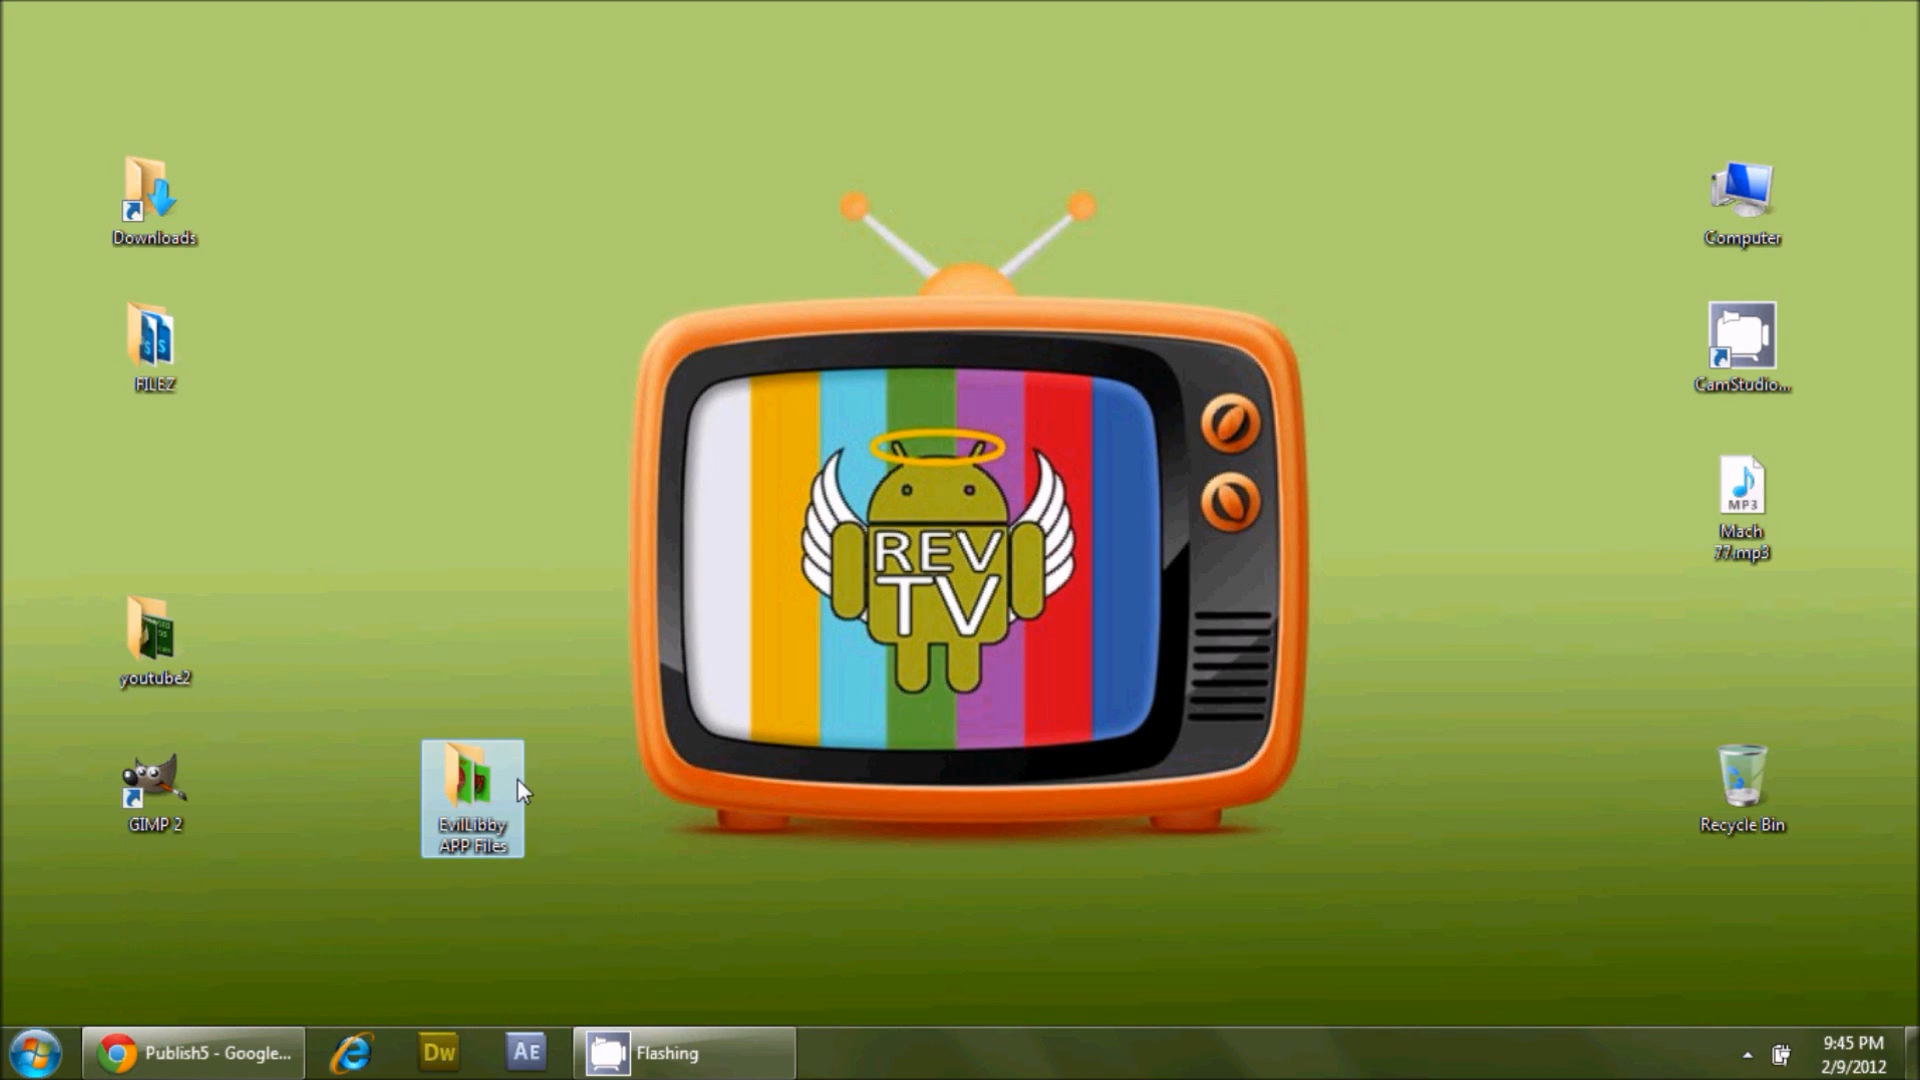 Downloads
Computer
FILEZ
CamStudio...
MP3
Mach
77.mp3
REV
TV
youtube2
GIMP 2
EvilLibby
APP Files
Recycle Bin
Publish5 - Google...
Dw
AE
Flashing
9:45 PM
2/9/2012